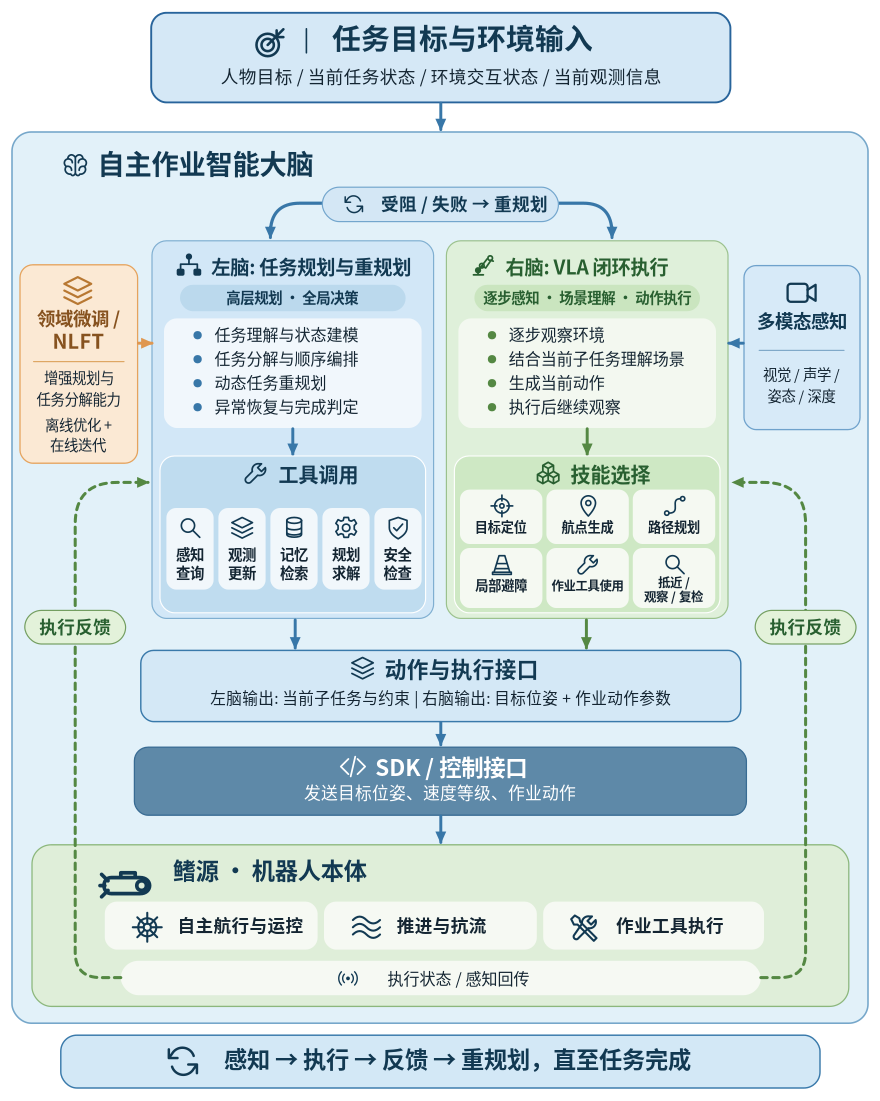 任务目标与环境输入
人物目标 / 当前任务状态 / 环境交互状态 / 当前观测信息
自主作业智能大脑
受阻 / 失败 → 重规划
左脑: 任务规划与重规划
高层规划 · 全局决策
任务理解与状态建模
任务分解与顺序编排
动态任务重规划
异常恢复与完成判定
工具调用
感知
查询
观测
更新
记忆
检索
规划
求解
安全
检查
右脑: VLA 闭环执行
逐步感知 · 场景理解 · 动作执行
逐步观察环境
结合当前子任务理解场景
生成当前动作
执行后继续观察
技能选择
目标定位
航点生成
路径规划
局部避障
作业工具使用
抵近 /
观察 / 复检
领域微调 /
NLFT
增强规划与
任务分解能力
离线优化 +
在线迭代
多模态感知
视觉 / 声学 /
姿态 / 深度
执行反馈
执行反馈
动作与执行接口
左脑输出: 当前子任务与约束 | 右脑输出: 目标位姿 + 作业动作参数
SDK / 控制接口
发送目标位姿、速度等级、作业动作
鳍源 · 机器人本体
自主航行与运控
推进与抗流
作业工具执行
执行状态 / 感知回传
感知 → 执行 → 反馈 → 重规划，直至任务完成